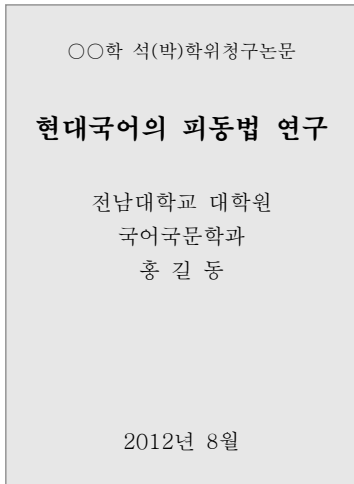 ○○학 석(박)학위청구논문
현대국어의 피동법 연구
전남대학교 대학원
국어국문학과
홍 길 동
2012년 8월